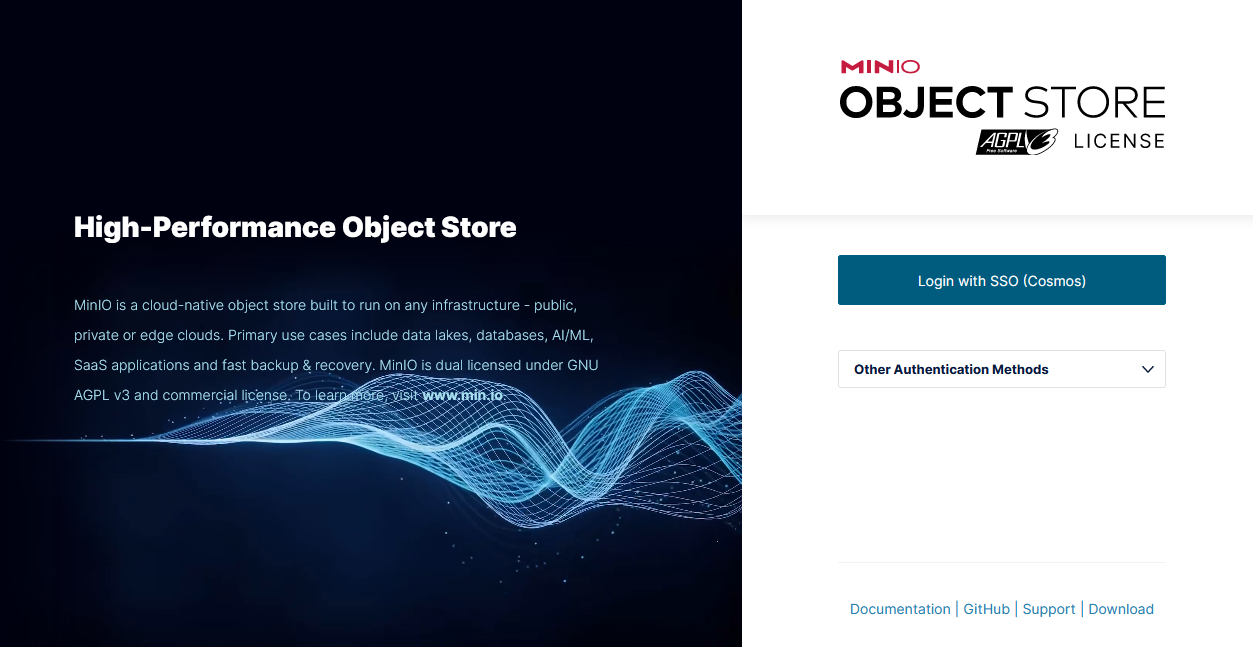 High-Performance Object Store
MinIO is a cloud-native object store built to run on any infrastructure - public,
private or edge clouds. Primary use cases include data lakes, databases, AI/ML,
SaaS applications and fast backup & recovery. MinIO is dual licensed under GNU
AGPL v3 and commercial license. To learn more, visit www.min.io.
MINIO
OBJECT STORE
AGPLv3 LICENSE
Free Software
Login with SSO (Cosmos)
Other Authentication Methods
Documentation | GitHub | Support | Download